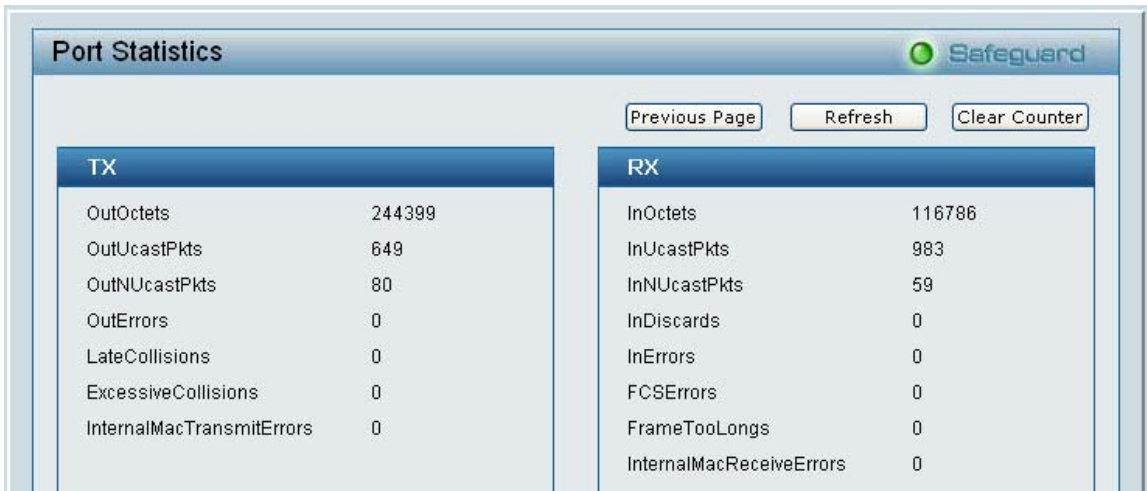 Port Statistics
Safeguard
Previous Page
Refresh
Clear Counter
TX
OutOctets 244399
OutUcastPkts 649
OutNUcastPkts 80
OutErrors 0
LateCollisions 0
ExcessiveCollisions 0
InternalMacTransmitErrors 0
RX
InOctets 116786
InUcastPkts 983
InNUcastPkts 59
InDiscards 0
InErrors 0
FCSErrors 0
FrameTooLongs 0
InternalMacReceiveErrors 0